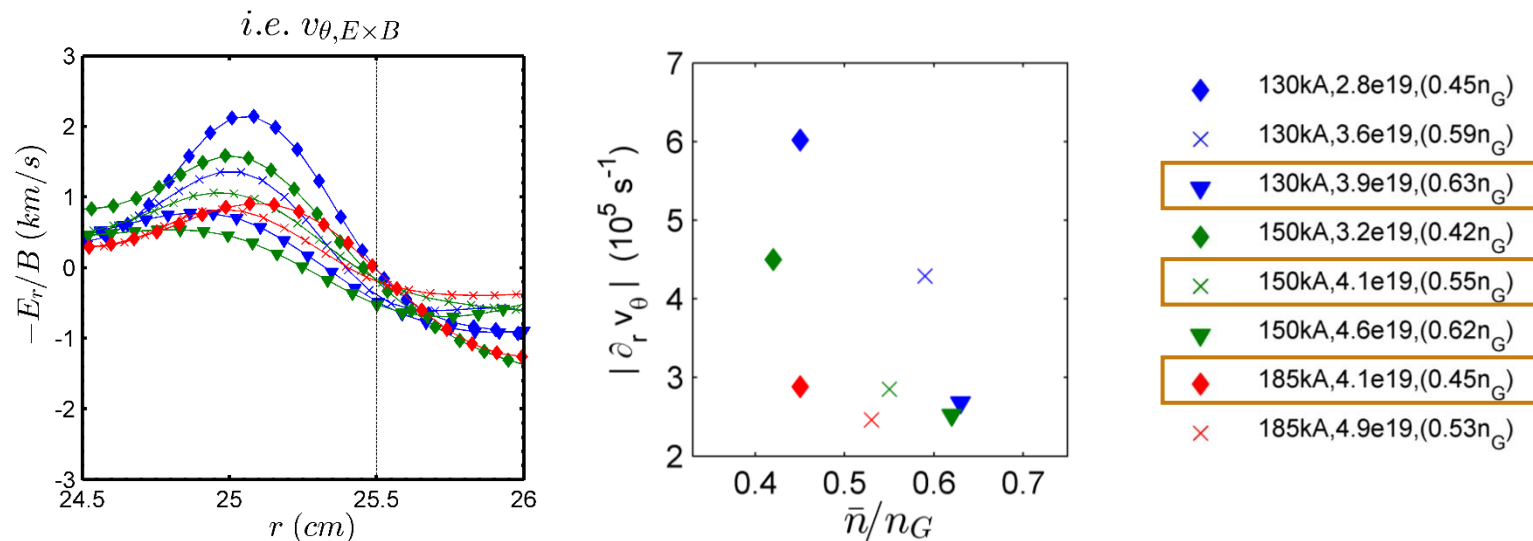 i.e. v_{θ,E×B}
−E_r/B (km/s)
3
2
1
0
-1
-2
-3
24.5
25
25.5
26
r (cm)
|∂_r v_θ| (10^5 s^{-1})
7
6
5
4
3
2
0.4
0.5
0.6
0.7
n̄/n_G
130kA,2.8e19,(0.45n_G)
130kA,3.6e19,(0.59n_G)
130kA,3.9e19,(0.63n_G)
150kA,3.2e19,(0.42n_G)
150kA,4.1e19,(0.55n_G)
150kA,4.6e19,(0.62n_G)
185kA,4.1e19,(0.45n_G)
185kA,4.9e19,(0.53n_G)